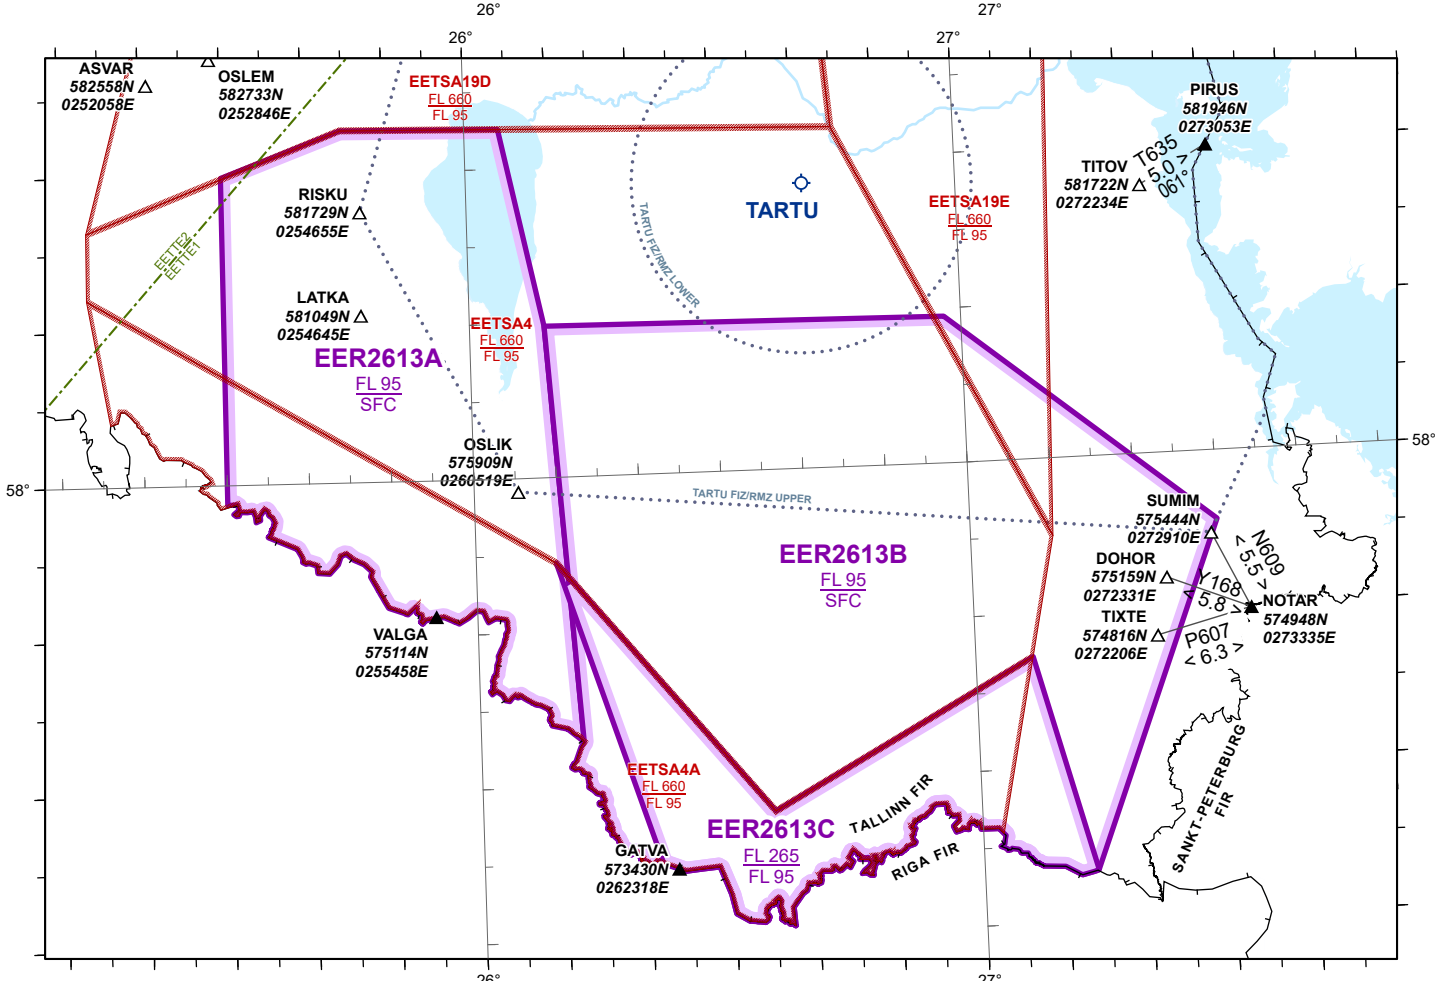 26°
27°
ASVAR
582558N
0252058E
OSLEM
582733N
0252846E
EETSA19D
FL 660
FL 95
PIRUS
581946N
0273053E
TITOV
581722N
0272234E
T635
5.0 >
061°
RISKU
581729N
0254655E
TARTU
EETSA19E
FL 660
FL 95
TARTU FIZ/RMZ LOWER
EETTE2
EETTE1
LATKA
581049N
0254645E
EETSA4
FL 660
FL 95
EER2613A
FL 95
SFC
OSLIK
575909N
0260519E
58°
58°
TARTU FIZ/RMZ UPPER
SUMIM
575444N
0272910E
N609
< 5.5 >
EER2613B
FL 95
SFC
DOHOR
575159N
0272331E
Y168
< 5.8 >
NOTAR
574948N
0273335E
TIXTE
574816N
0272206E
P607
< 6.3 >
VALGA
575114N
0255458E
EETSA4A
FL 660
FL 95
TALLINN FIR
RIGA FIR
SANKT-PETERBURG
FIR
EER2613C
FL 265
FL 95
GATVA
573430N
0262318E
26°
27°